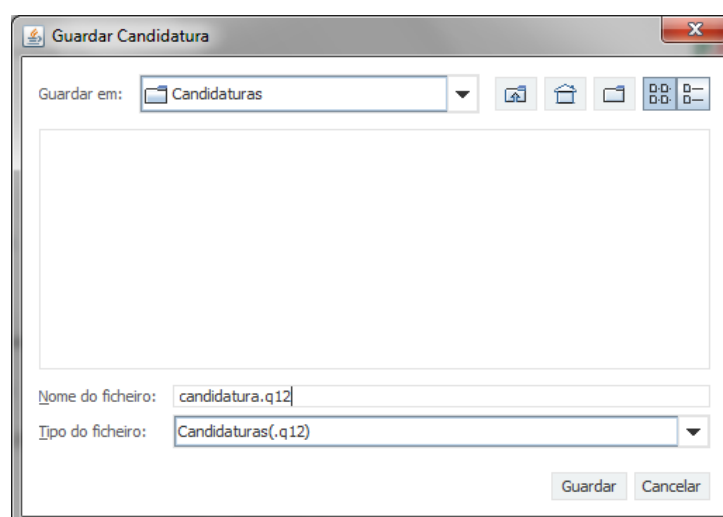 Guardar Candidatura
Guardar em: Candidaturas
Nome do ficheiro: candidatura.q12
Tipo do ficheiro: Candidaturas(.q12)
Guardar Cancelar